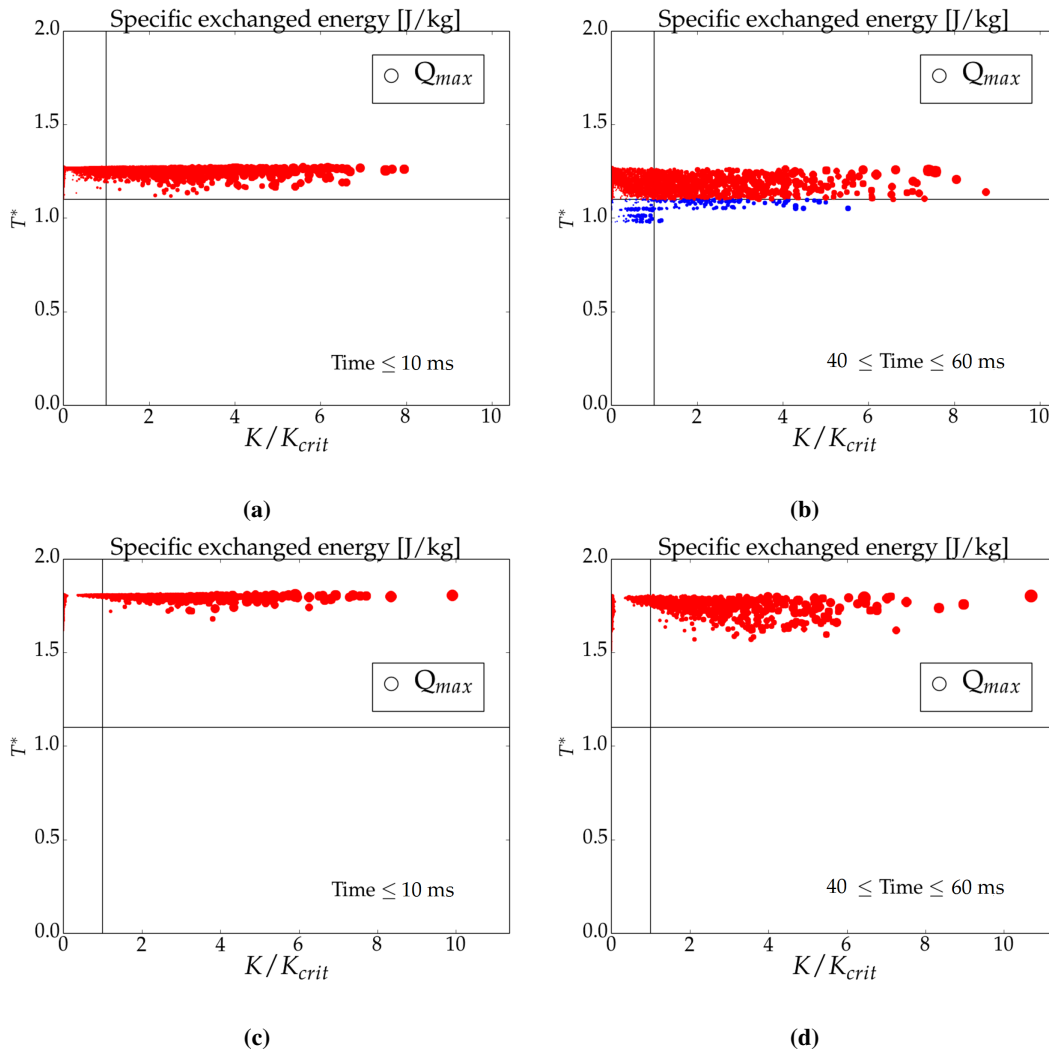 Specific exchanged energy [J/kg]
2.0
Q_max
1.5
1.0
T*
0.5
Time ≤ 10 ms
0.0
0 2 4 6 8 10
K/K_crit
(a)
Specific exchanged energy [J/kg]
2.0
Q_max
1.5
1.0
T*
0.5
40 ≤ Time ≤ 60 ms
0.0
0 2 4 6 8 10
K/K_crit
(b)
Specific exchanged energy [J/kg]
2.0
1.5
Q_max
1.0
T*
0.5
Time ≤ 10 ms
0.0
0 2 4 6 8 10
K/K_crit
(c)
Specific exchanged energy [J/kg]
2.0
1.5
Q_max
1.0
T*
0.5
40 ≤ Time ≤ 60 ms
0.0
0 2 4 6 8 10
K/K_crit
(d)